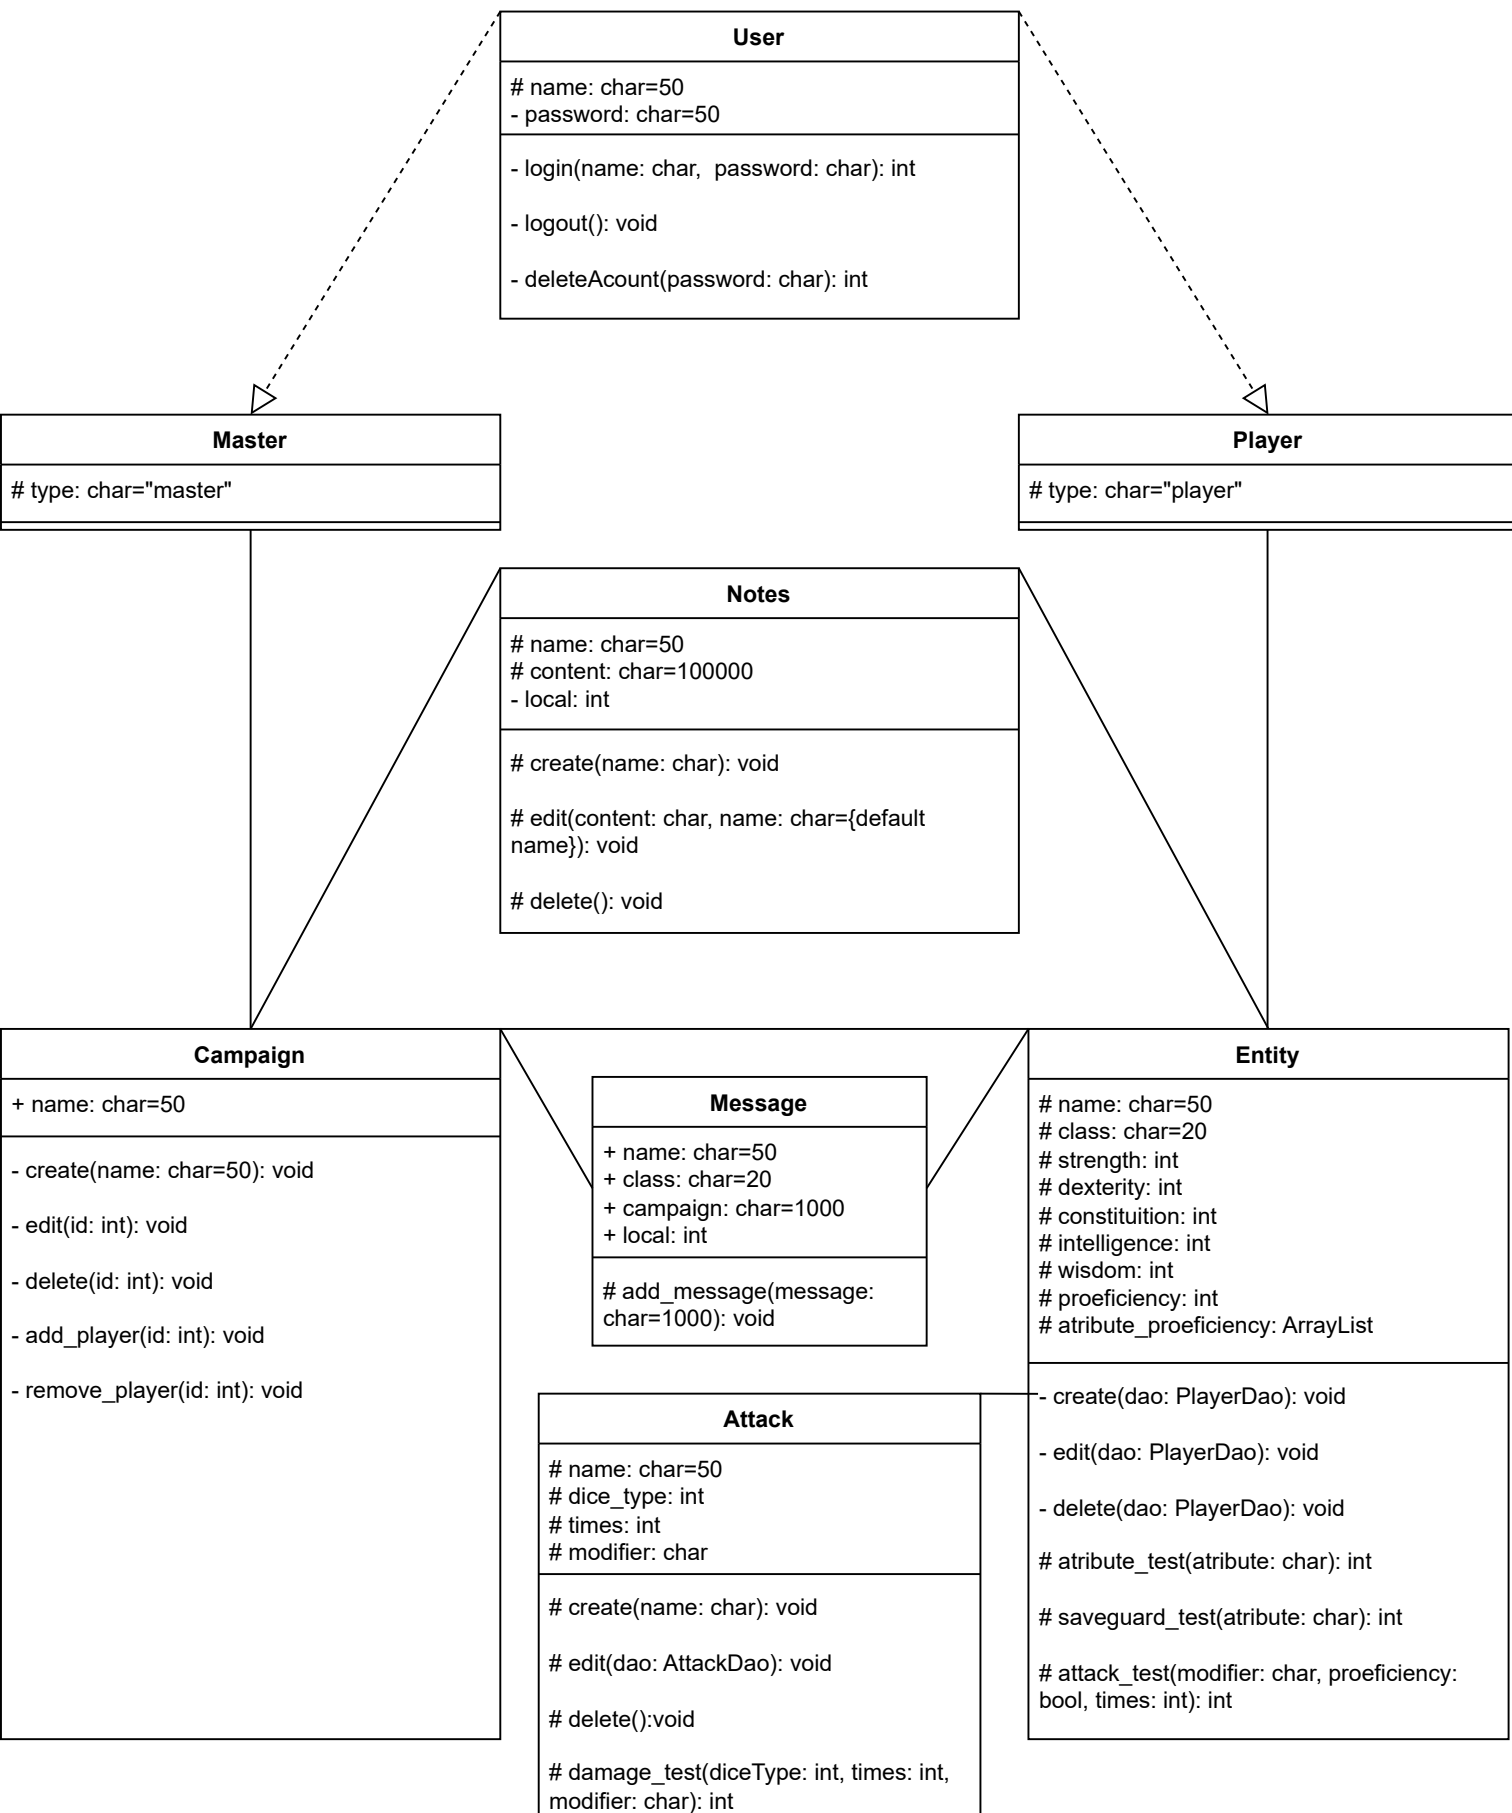 User
# name: char=50
- password: char=50
- login(name: char,  password: char): int
- logout(): void
- deleteAcount(password: char): int
Master
# type: char="master"
Player
# type: char="player"
Notes
# name: char=50
# content: char=100000
- local: int
# create(name: char): void
# edit(content: char, name: char={default
name}): void
# delete(): void
Campaign
+ name: char=50
- create(name: char=50): void
- edit(id: int): void
- delete(id: int): void
- add_player(id: int): void
- remove_player(id: int): void
Message
+ name: char=50
+ class: char=20
+ campaign: char=1000
+ local: int
# add_message(message:
char=1000): void
Entity
# name: char=50
# class: char=20
# strength: int
# dexterity: int
# constituition: int
# intelligence: int
# wisdom: int
# proeficiency: int
# atribute_proeficiency: ArrayList
- create(dao: PlayerDao): void
- edit(dao: PlayerDao): void
- delete(dao: PlayerDao): void
# atribute_test(atribute: char): int
# saveguard_test(atribute: char): int
# attack_test(modifier: char, proeficiency:
bool, times: int): int
Attack
# name: char=50
# dice_type: int
# times: int
# modifier: char
# create(name: char): void
# edit(dao: AttackDao): void
# delete():void
# damage_test(diceType: int, times: int,
modifier: char): int